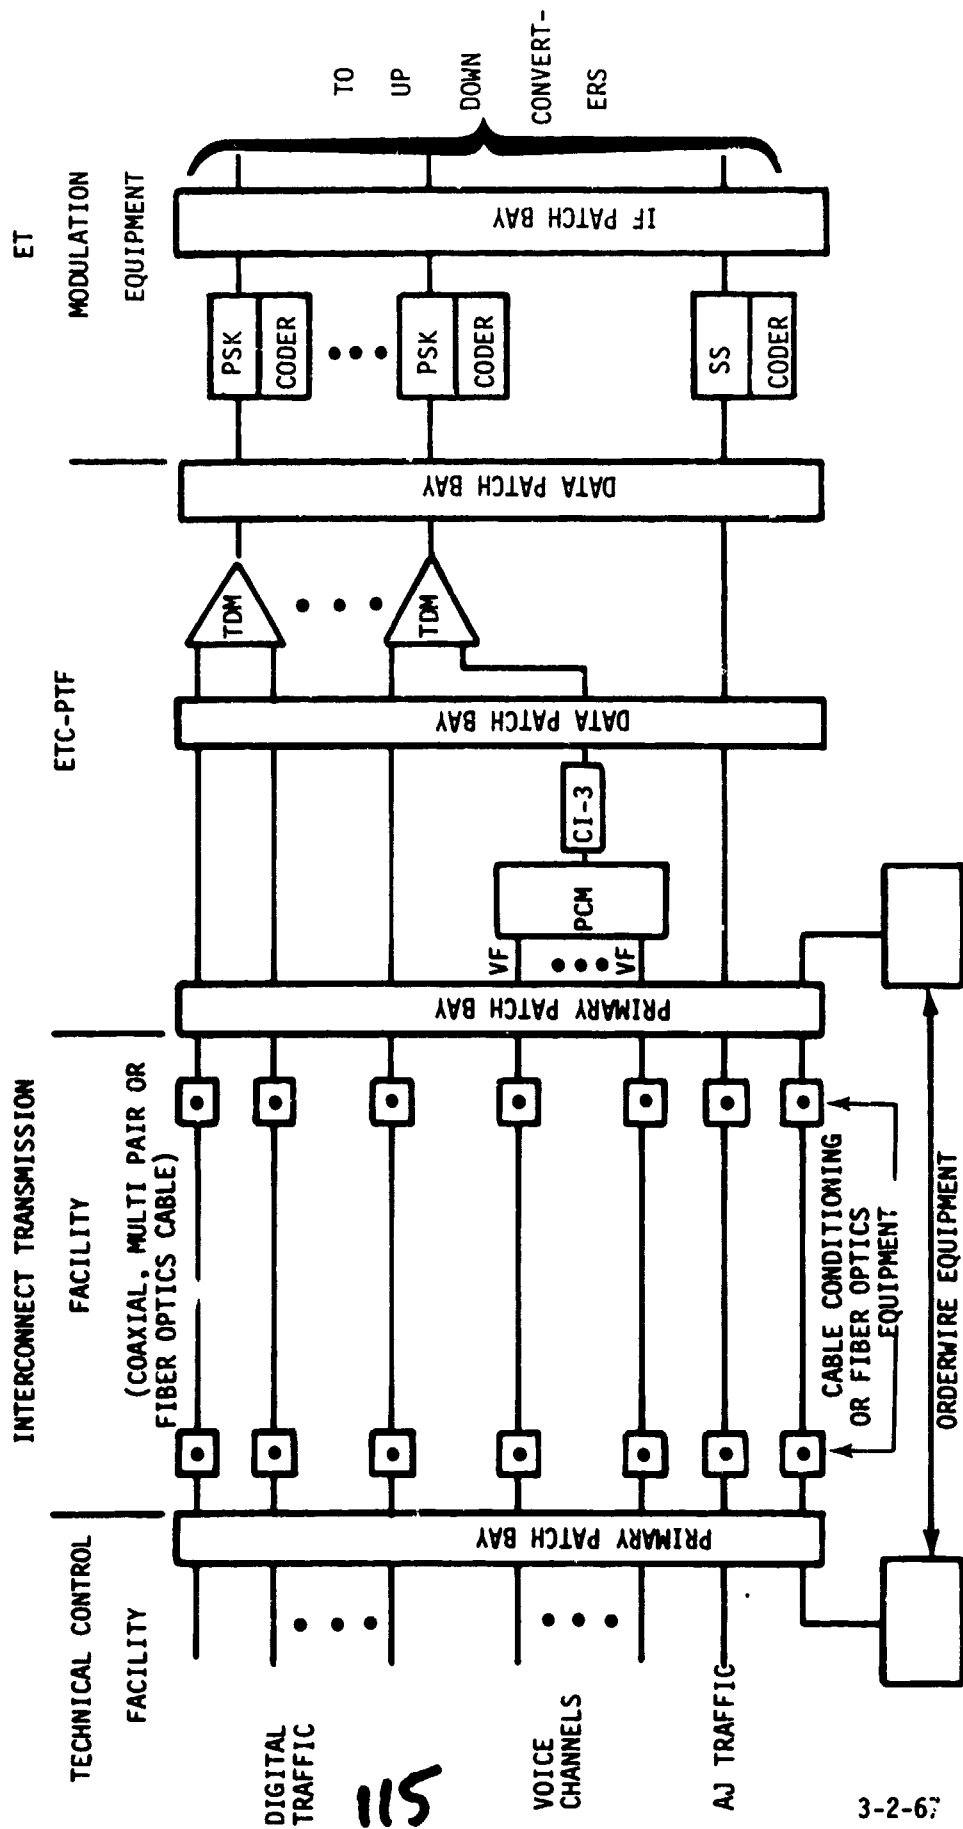 TECHNICAL CONTROL
FACILITY
INTERCONNECT TRANSMISSION
FACILITY
(COAXIAL, MULTI PAIR OR
FIBER OPTICS CABLE)
ETC-PTF
ET
MODULATION
EQUIPMENT
DIGITAL
TRAFFIC
VOICE
CHANNELS
AJ TRAFFIC
PRIMARY PATCH BAY
PRIMARY PATCH BAY
VF
VF
PCM
CI-3
DATA PATCH BAY
TDM
TDM
DATA PATCH BAY
PSK
CODER
PSK
CODER
SS
CODER
IF PATCH BAY
TO
UP
DOWN
CONVERT-
ERS
CABLE CONDITIONING
OR FIBER OPTICS
EQUIPMENT
ORDERWIRE EQUIPMENT
115